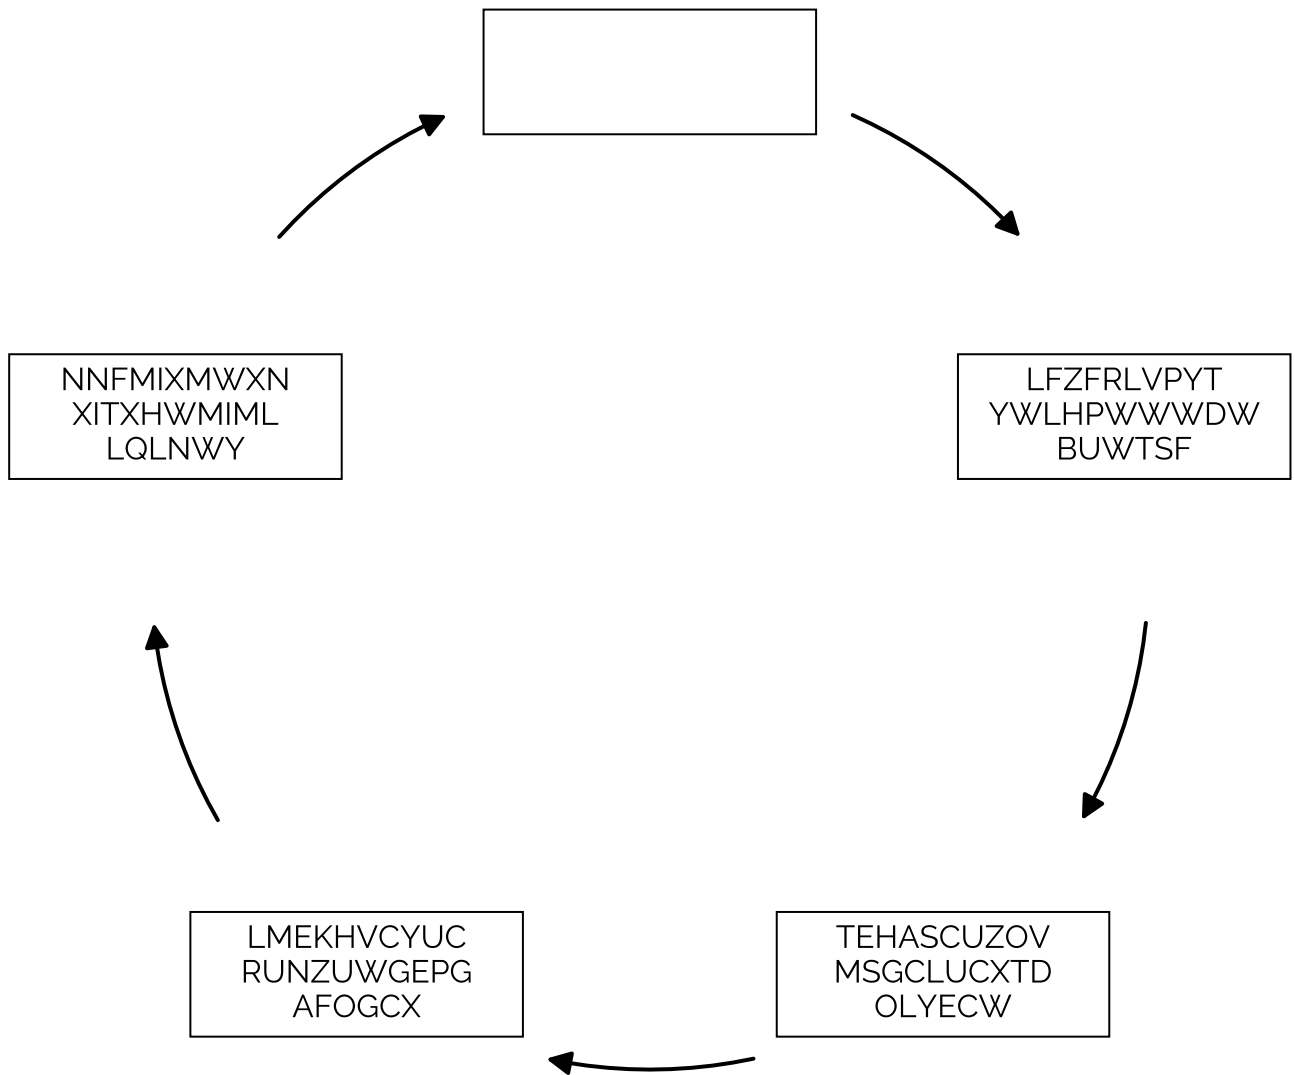 NNFMIXMWXN
XITXHWMIML
LQLNWY
LFZFRLVPYT
YWLHPWWWDW
BUWTSF
LMEKHVCYUC
RUNZUWGEPG
AFOGCX
TEHASCUZOV
MSGCLUCXTD
OLYECW